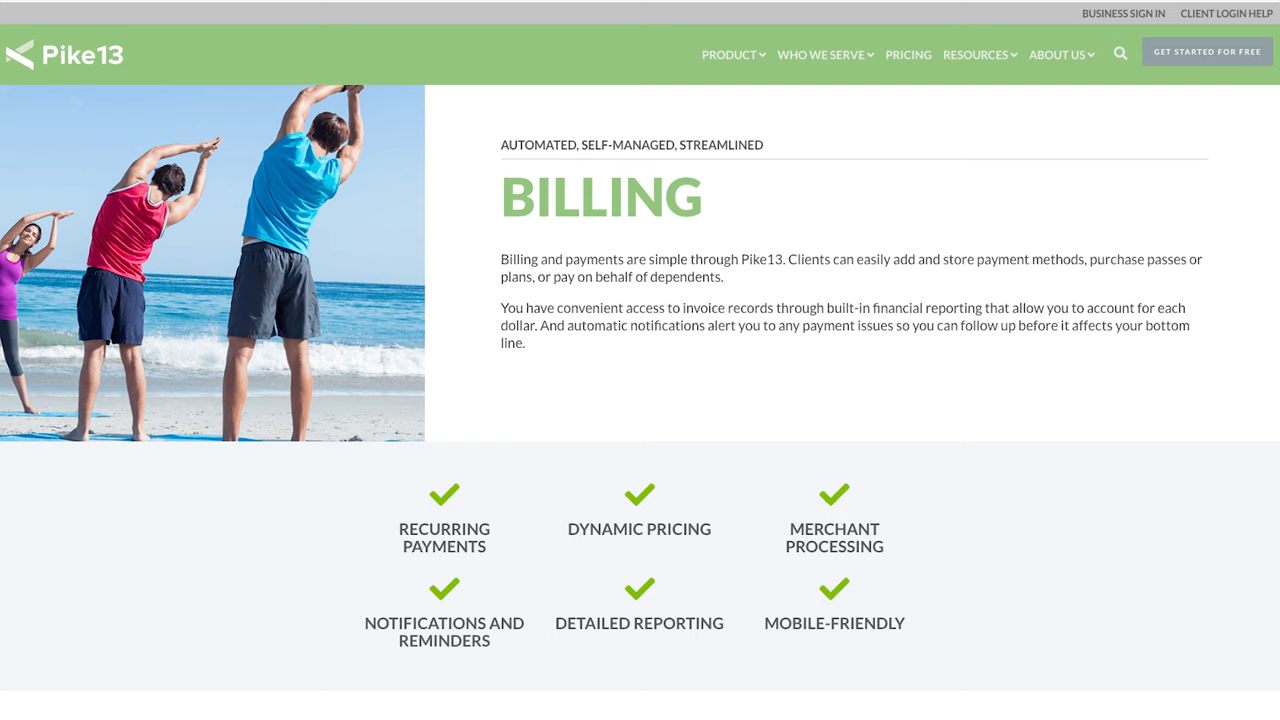 BUSINESS SIGN IN CLIENT LOGIN HELP
Pike13 PRODUCT WHO WE SERVE PRICING RESOURCES ABOUT US GET STARTED FOR FREE
AUTOMATED, SELF-MANAGED, STREAMLINED
BILLING
Billing and payments are simple through Pike13. Clients can easily add and store payment methods, purchase passes or
plans, or pay on behalf of dependents.
You have convenient access to invoice records through built-in financial reporting that allow you to account for each
dollar. And automatic notifications alert you to any payment issues so you can follow up before it affects your bottom
line.
RECURRING
PAYMENTS
DYNAMIC PRICING
MERCHANT
PROCESSING
NOTIFICATIONS AND
REMINDERS
DETAILED REPORTING
MOBILE-FRIENDLY